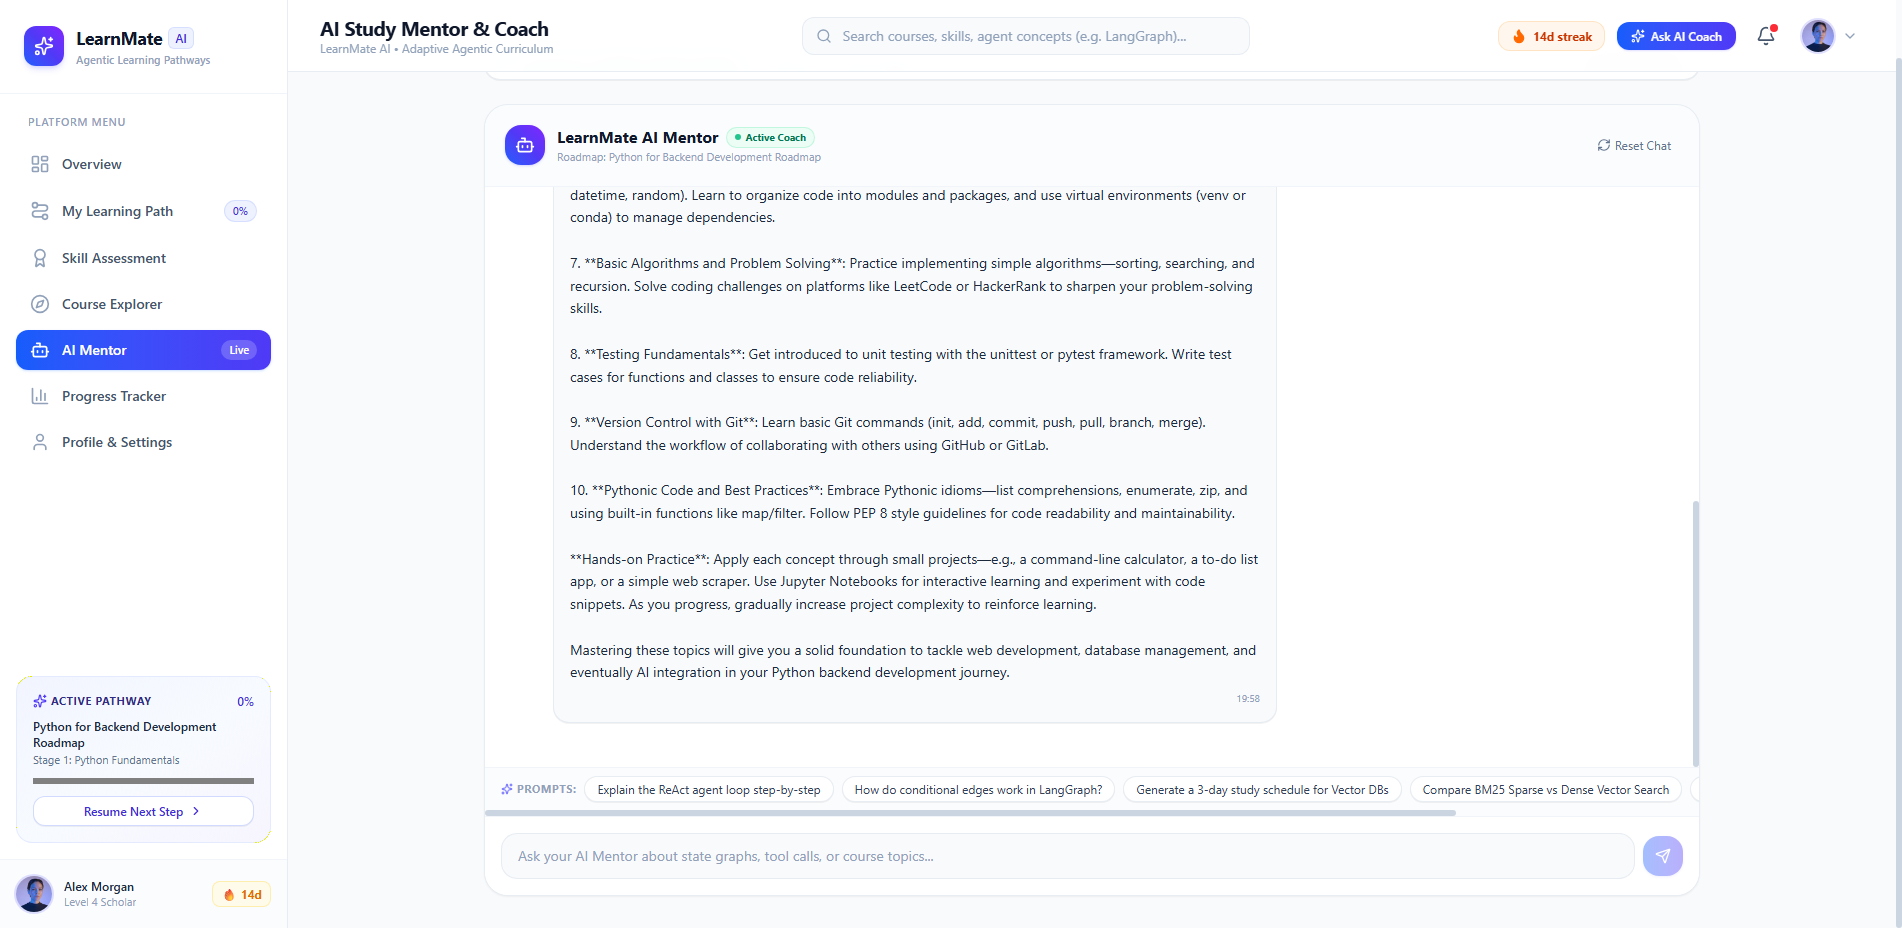 LearnMate AI
Agentic Learning Pathways
PLATFORM MENU
Overview
My Learning Path 0%
Skill Assessment
Course Explorer
AI Mentor Live
Progress Tracker
Profile & Settings
ACTIVE PATHWAY 0%
Python for Backend Development
Roadmap
Stage 1: Python Fundamentals
Resume Next Step
Alex Morgan
Level 4 Scholar
14d
AI Study Mentor & Coach
LearnMate AI • Adaptive Agentic Curriculum
Search courses, skills, agent concepts (e.g. LangGraph)...
14d streak
Ask AI Coach
LearnMate AI Mentor
Active Coach
Roadmap: Python for Backend Development Roadmap
Reset Chat
datetime, random). Learn to organize code into modules and packages, and use virtual environments (venv or
conda) to manage dependencies.
7. **Basic Algorithms and Problem Solving**: Practice implementing simple algorithms—sorting, searching, and
recursion. Solve coding challenges on platforms like LeetCode or HackerRank to sharpen your problem-solving
skills.
8. **Testing Fundamentals**: Get introduced to unit testing with the unittest or pytest framework. Write test
cases for functions and classes to ensure code reliability.
9. **Version Control with Git**: Learn basic Git commands (init, add, commit, push, pull, branch, merge).
Understand the workflow of collaborating with others using GitHub or GitLab.
10. **Pythonic Code and Best Practices**: Embrace Pythonic idioms—list comprehensions, enumerate, zip, and
using built-in functions like map/filter. Follow PEP 8 style guidelines for code readability and maintainability.
**Hands-on Practice**: Apply each concept through small projects—e.g., a command-line calculator, a to-do list
app, or a simple web scraper. Use Jupyter Notebooks for interactive learning and experiment with code
snippets. As you progress, gradually increase project complexity to reinforce learning.
Mastering these topics will give you a solid foundation to tackle web development, database management, and
eventually AI integration in your Python backend development journey.
19:58
PROMPTS:
Explain the ReAct agent loop step-by-step
How do conditional edges work in LangGraph?
Generate a 3-day study schedule for Vector DBs
Compare BM25 Sparse vs Dense Vector Search
Ask your AI Mentor about state graphs, tool calls, or course topics...